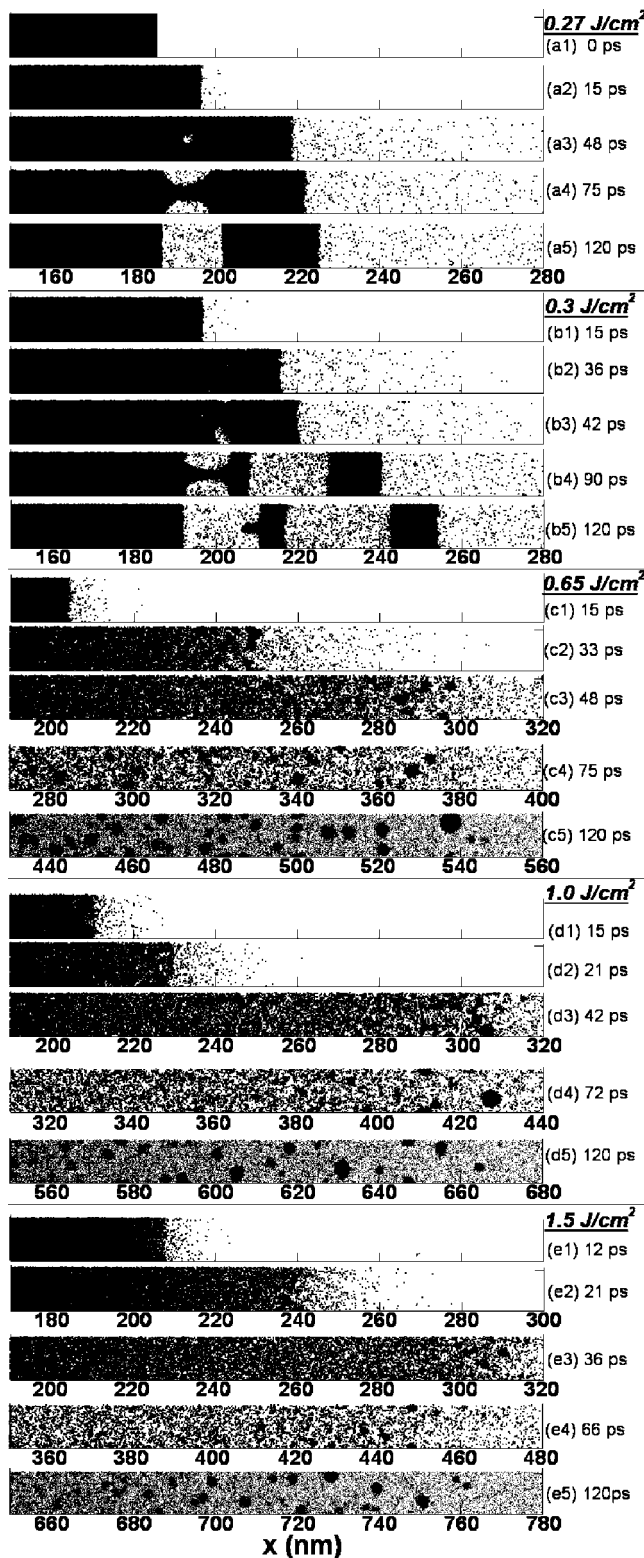 0.27 J/cm²
(a1) 0 ps
(a2) 15 ps
(a3) 48 ps
(a4) 75 ps
(a5) 120 ps
160 180 200 220 240 260 280
0.3 J/cm²
(b1) 15 ps
(b2) 36 ps
(b3) 42 ps
(b4) 90 ps
(b5) 120 ps
160 180 200 220 240 260 280
0.65 J/cm²
(c1) 15 ps
(c2) 33 ps
(c3) 48 ps
200 220 240 260 280 300 320
(c4) 75 ps
280 300 320 340 360 380 400
(c5) 120 ps
440 460 480 500 520 540 560
1.0 J/cm²
(d1) 15 ps
(d2) 21 ps
(d3) 42 ps
200 220 240 260 280 300 320
(d4) 72 ps
320 340 360 380 400 420 440
(d5) 120 ps
560 580 600 620 640 660 680
1.5 J/cm²
(e1) 12 ps
(e2) 21 ps
180 200 220 240 260 280 300
(e3) 36 ps
200 220 240 260 280 300 320
(e4) 66 ps
360 380 400 420 440 460 480
(e5) 120ps
660 680 700 720 740 760 780
x (nm)